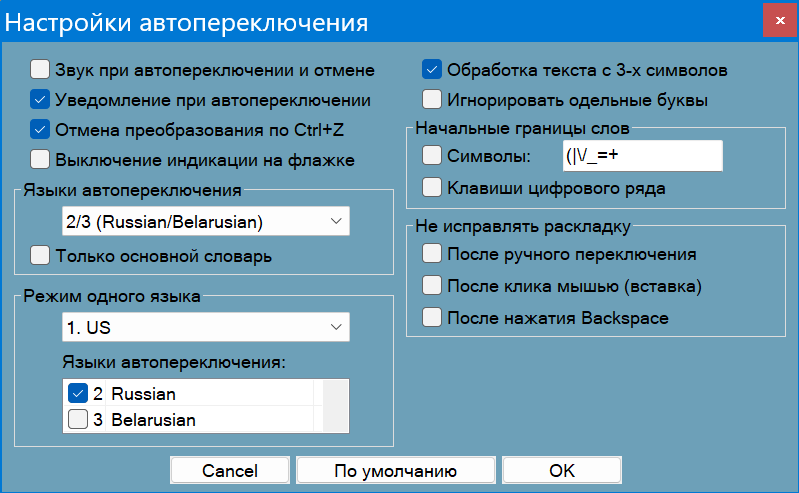 Настройки автопереключения
Звук при автопереключении и отмене
Уведомление при автопереключении
Отмена преобразования по Ctrl+Z
Выключение индикации на флажке
Языки автопереключения
2/3 (Russian/Belarusian)
Только основной словарь
Режим одного языка
1. US
Языки автопереключения:
2 Russian
3 Belarusian
Обработка текста с 3-х символов
Игнорировать одельные буквы
Начальные границы слов
Символы: (|\/_=+
Клавиши цифрового ряда
Не исправлять раскладку
После ручного переключения
После клика мышью (вставка)
После нажатия Backspace
Cancel
По умолчанию
OK